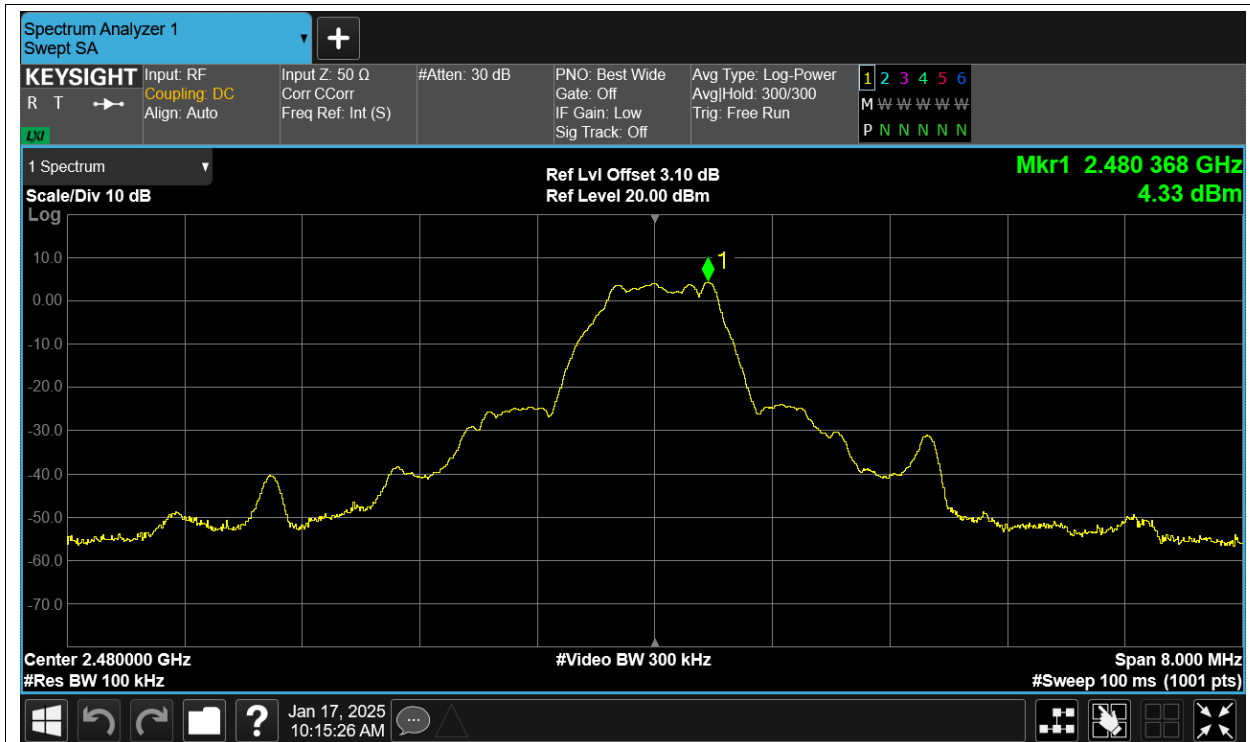 Spectrum Analyzer 1
Swept SA
+
KEYSIGHT
R T
LXI
Input: RF
Coupling: DC
Align: Auto
Input Z: 50 Ω
Corr CCorr
Freq Ref: Int (S)
#Atten: 30 dB
PNO: Best Wide
Gate: Off
IF Gain: Low
Sig Track: Off
Avg Type: Log-Power
Avg|Hold: 300/300
Trig: Free Run
1 2 3 4 5 6
M W W W W W
P N N N N N
1 Spectrum
Scale/Div 10 dB
Log
Ref Lvl Offset 3.10 dB
Ref Level 20.00 dBm
Mkr1 2.480 368 GHz
4.33 dBm
1
10.0
0.00
-10.0
-20.0
-30.0
-40.0
-50.0
-60.0
-70.0
Center 2.480000 GHz
#Res BW 100 kHz
#Video BW 300 kHz
Span 8.000 MHz
#Sweep 100 ms (1001 pts)
?
Jan 17, 2025
10:15:26 AM